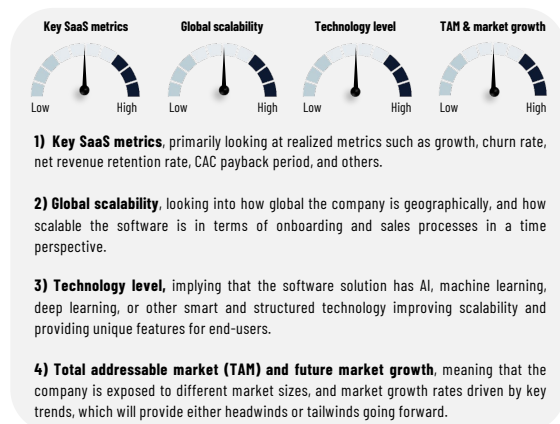 Key SaaS metrics Global scalability Technology level TAM & market growth
Low High Low High Low High Low High
1) Key SaaS metrics, primarily looking at realized metrics such as growth, churn rate,
net revenue retention rate, CAC payback period, and others.
2) Global scalability, looking into how global the company is geographically, and how
scalable the software is in terms of onboarding and sales processes in a time
perspective.
3) Technology level, implying that the software solution has AI, machine learning,
deep learning, or other smart and structured technology improving scalability and
providing unique features for end-users.
4) Total addressable market (TAM) and future market growth, meaning that the
company is exposed to different market sizes, and market growth rates driven by key
trends, which will provide either headwinds or tailwinds going forward.